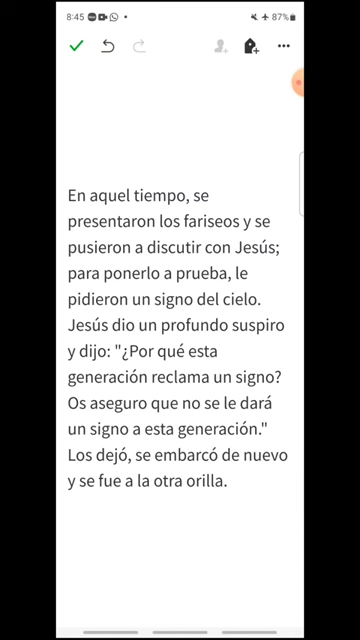 8:45
87%
En aquel tiempo, se
presentaron los fariseos y se
pusieron a discutir con Jesús;
para ponerlo a prueba, le
pidieron un signo del cielo.
Jesús dio un profundo suspiro
y dijo: "¿Por qué esta
generación reclama un signo?
Os aseguro que no se le dará
un signo a esta generación."
Los dejó, se embarcó de nuevo
y se fue a la otra orilla.